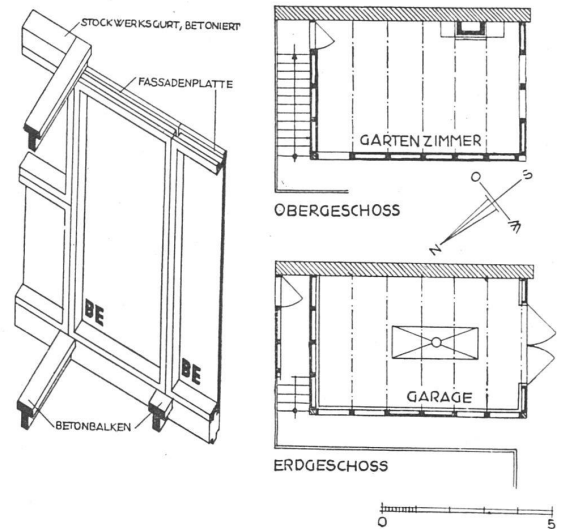 STOCKWERKSGURT, BETONIERT
FASSADENPLATTE
BE
BE
BETONBALKEN
GARTENZIMMER
OBERGESCHOSS
O
S
N
W
GARAGE
ERDGESCHOSS
0
5